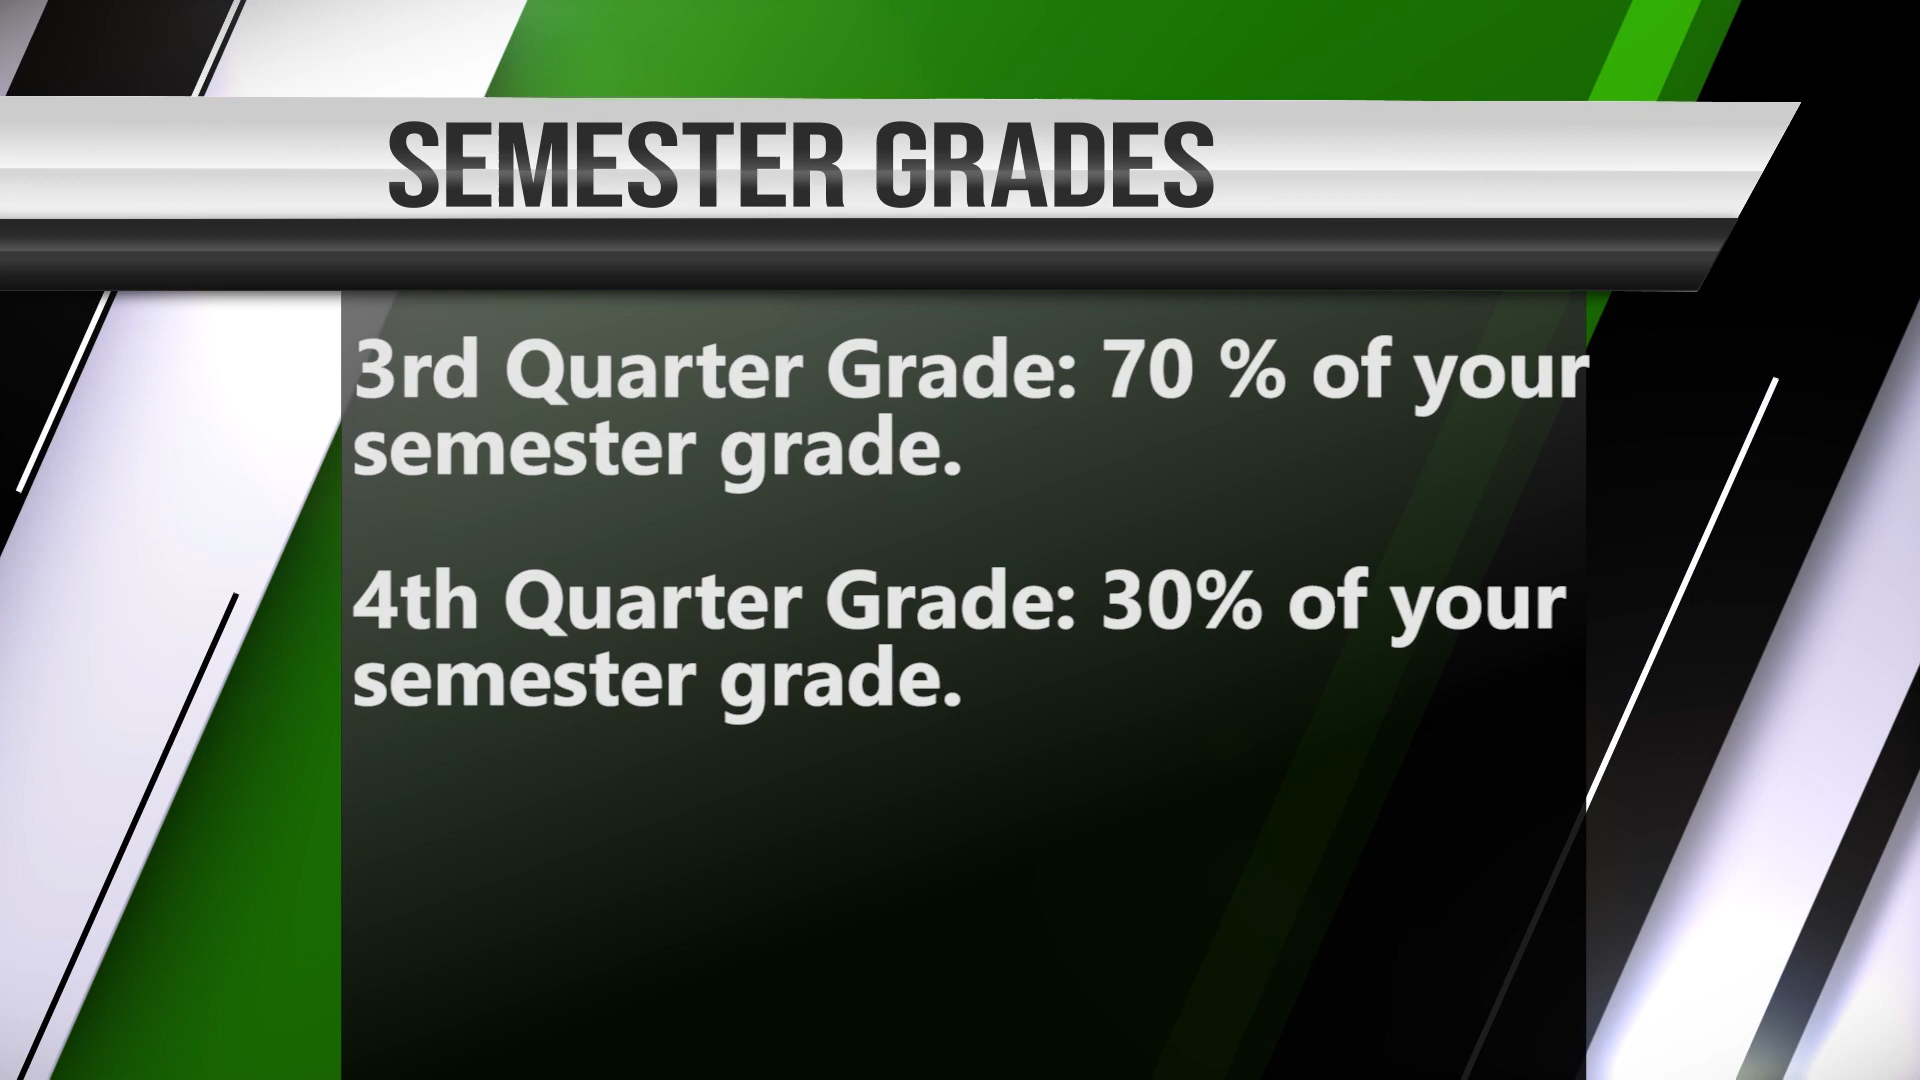 SEMESTER GRADES
3rd Quarter Grade: 70 % of your
semester grade.
4th Quarter Grade: 30% of your
semester grade.